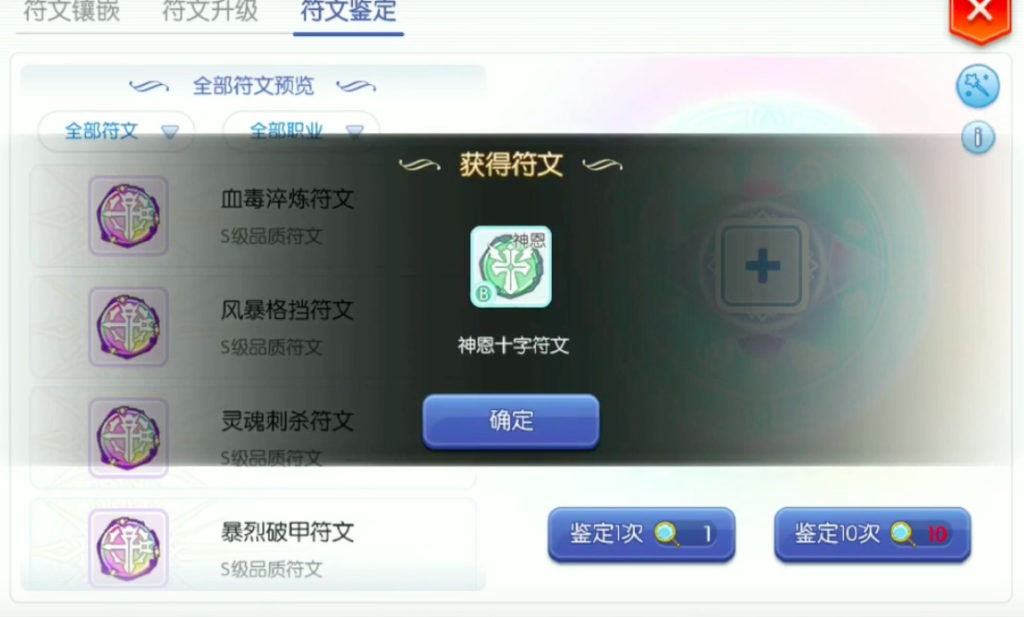 符文镶嵌 符文升级 符文鉴定
全部符文预览
全部符文 全部职业
获得符文
血毒淬炼符文
S级品质符文
神恩
B
风暴格挡符文
S级品质符文
神恩十字符文
灵魂刺杀符文
S级品质符文
确定
暴烈破甲符文
S级品质符文
鉴定1次 1
鉴定10次 10